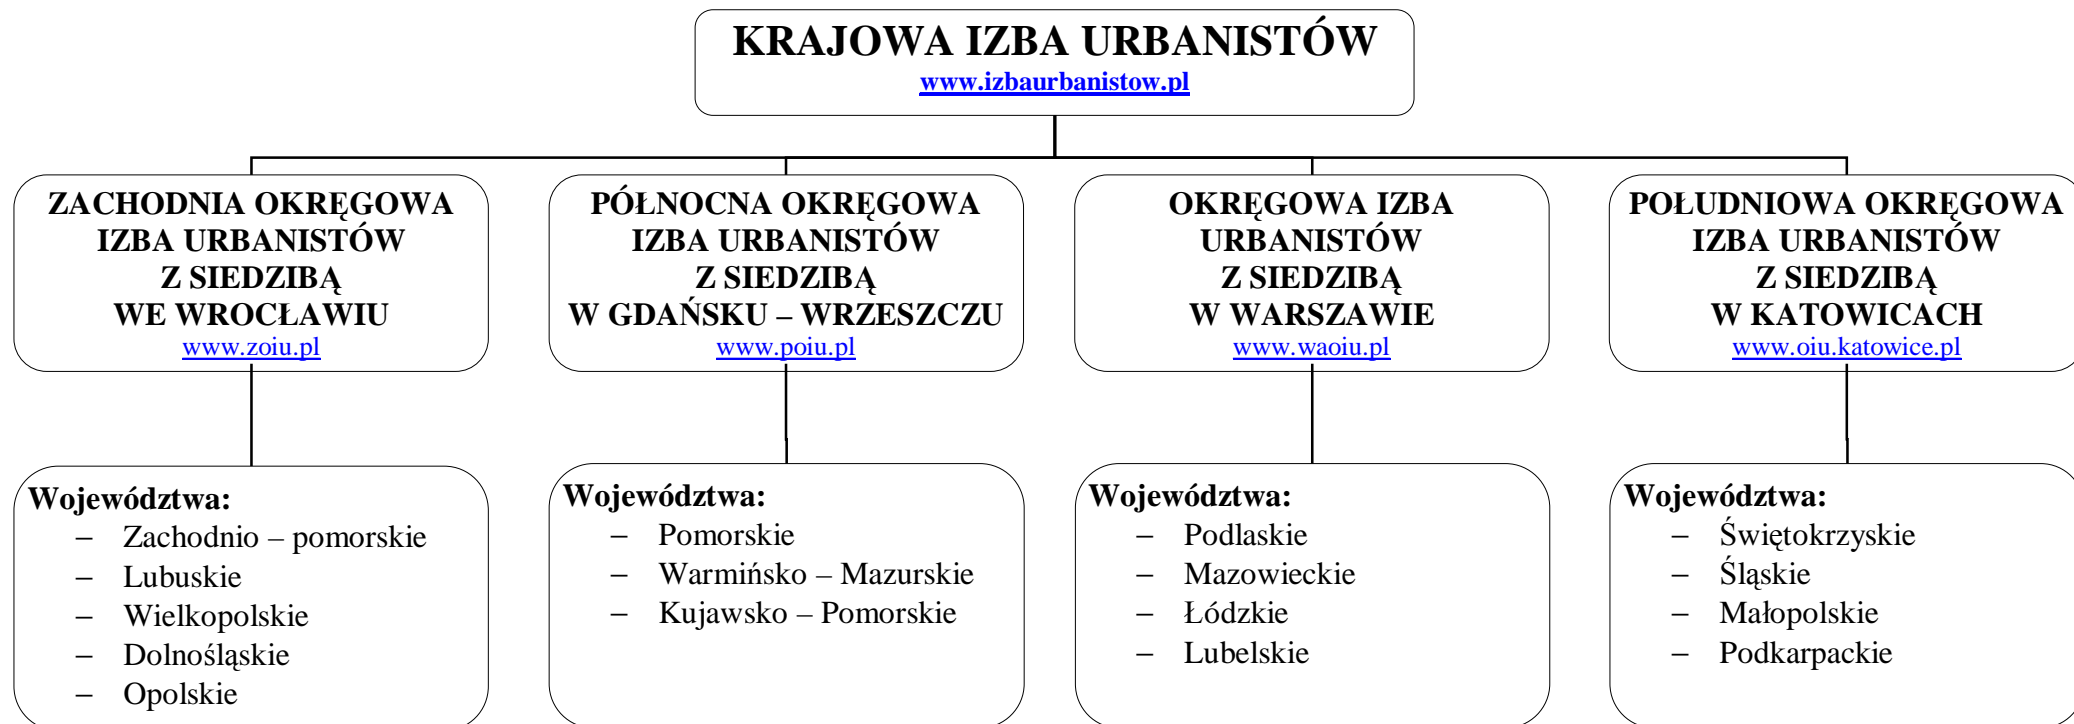 KRAJOWA IZBA URBANISTÓW
www.izbaurbanistow.pl
ZACHODNIA OKRĘGOWA
IZBA URBANISTÓW
Z SIEDZIBĄ
WE WROCŁAWIU
www.zoiu.pl
PÓŁNOCNA OKRĘGOWA
IZBA URBANISTÓW
Z SIEDZIBĄ
W GDAŃSKU – WRZESZCZU
www.poiu.pl
OKRĘGOWA IZBA
URBANISTÓW
Z SIEDZIBĄ
W WARSZAWIE
www.waoiu.pl
POŁUDNIOWA OKRĘGOWA
IZBA URBANISTÓW
Z SIEDZIBĄ
W KATOWICACH
www.oiu.katowice.pl
Województwa:
– Zachodnio – pomorskie
– Lubuskie
– Wielkopolskie
– Dolnośląskie
– Opolskie
Województwa:
– Pomorskie
– Warmińsko – Mazurskie
– Kujawsko – Pomorskie
Województwa:
– Podlaskie
– Mazowieckie
– Łódzkie
– Lubelskie
Województwa:
– Świętokrzyskie
– Śląskie
– Małopolskie
– Podkarpackie